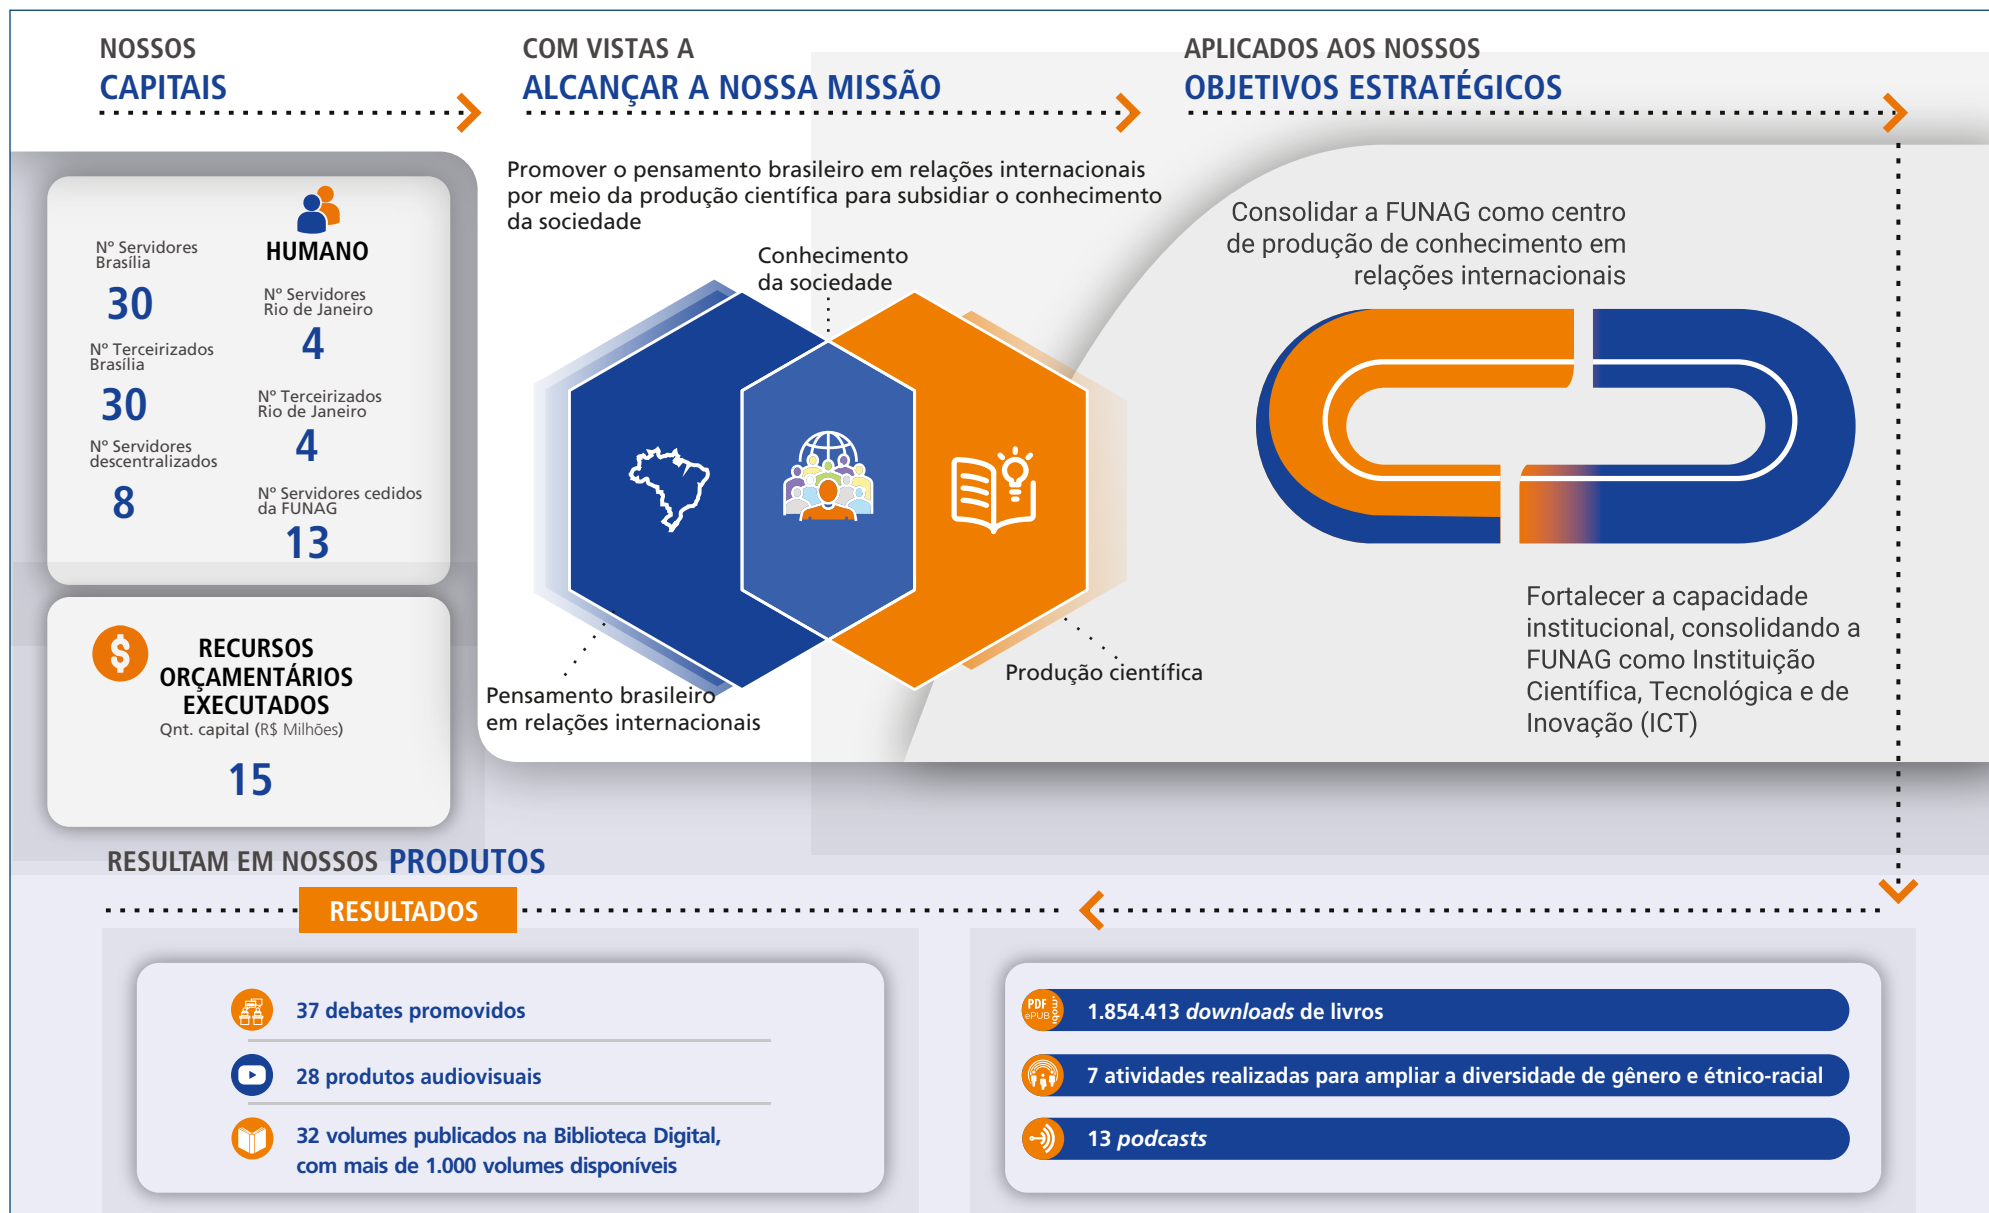 NOSSOS
CAPITAIS
COM VISTAS A
ALCANÇAR A NOSSA MISSÃO
APLICADOS AOS NOSSOS
OBJETIVOS ESTRATÉGICOS
HUMANO
Nº Servidores
Brasília
30
Nº Servidores
Rio de Janeiro
4
Nº Terceirizados
Brasília
30
Nº Terceirizados
Rio de Janeiro
4
Nº Servidores
descentralizados
8
Nº Servidores cedidos
da FUNAG
13
$
RECURSOS
ORÇAMENTÁRIOS
EXECUTADOS
Qnt. capital (R$ Milhões)
15
Promover o pensamento brasileiro em relações internacionais
por meio da produção científica para subsidiar o conhecimento
da sociedade
Conhecimento
da sociedade
Pensamento brasileiro
em relações internacionais
Produção científica
Consolidar a FUNAG como centro
de produção de conhecimento em
relações internacionais
Fortalecer a capacidade
institucional, consolidando a
FUNAG como Instituição
Científica, Tecnológica e de
Inovação (ICT)
RESULTAM EM NOSSOS PRODUTOS
RESULTADOS
37 debates promovidos
28 produtos audiovisuais
32 volumes publicados na Biblioteca Digital,
com mais de 1.000 volumes disponíveis
PDF
ePUB
.mobi
1.854.413 downloads de livros
7 atividades realizadas para ampliar a diversidade de gênero e étnico-racial
13 podcasts